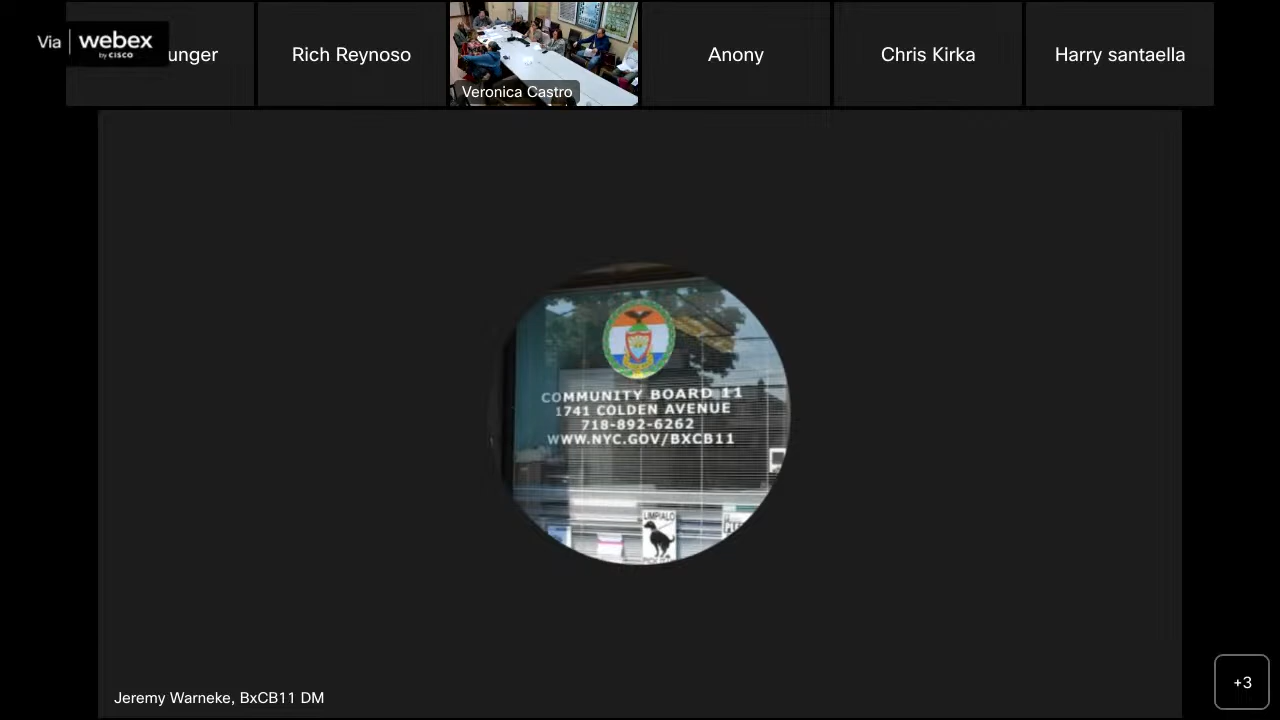 Via webex
by CISCO
unger
Rich Reynoso
Veronica Castro
Anony
Chris Kirka
Harry santaella
COMMUNITY BOARD 11
1741 COLDEN AVENUE
718-892-6262
WWW.NYC.GOV/BXCB11
LIMPIALO
Jeremy Warneke, BxCB11 DM
+3